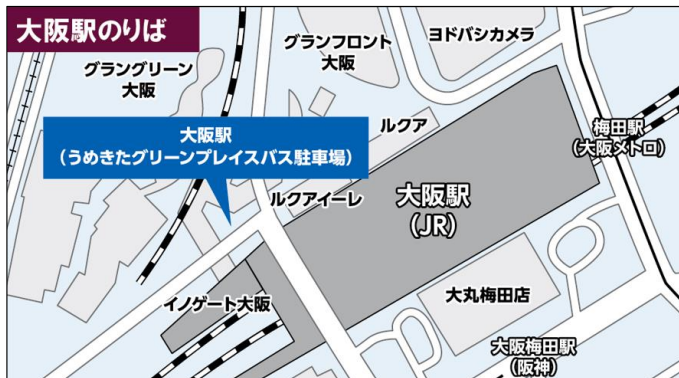 大阪駅のりば
グラングリーン
大阪
グランフロント
大阪
ヨドバシカメラ
大阪駅
（うめきたグリーンプレイスバス駐車場）
ルクア
梅田駅
（大阪メトロ）
ルクアイーレ
大阪駅
（JR）
イノゲート大阪
大丸梅田店
大阪梅田駅
（阪神）